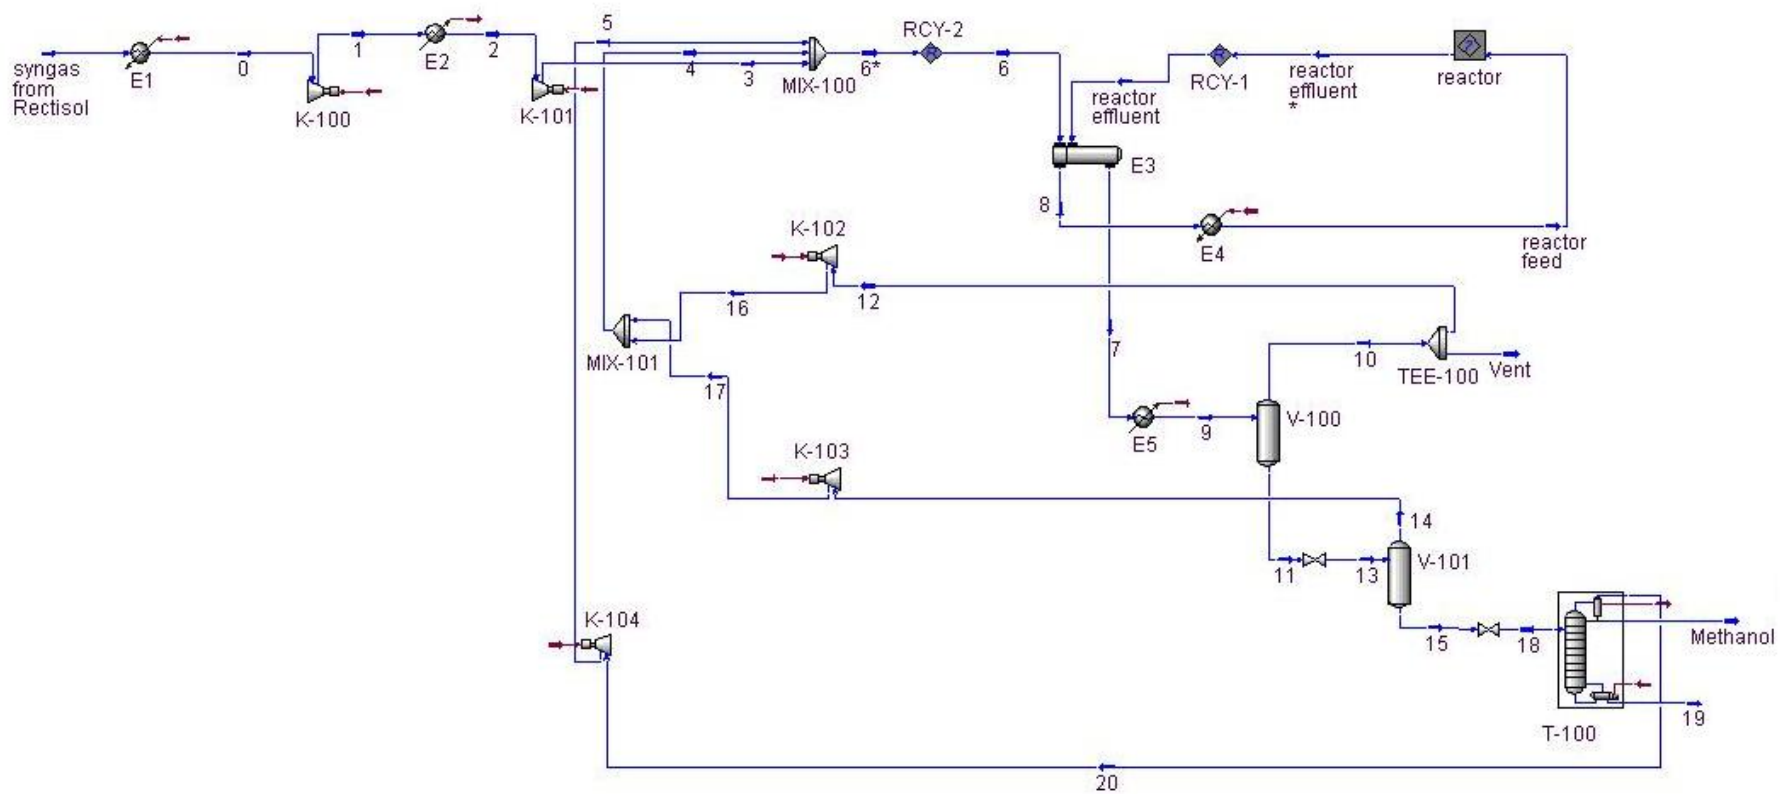 syngas
from
Rectisol
E1
0
K-100
1
E2
2
K-101
5
4
3
MIX-100
6*
RCY-2
6
reactor
effluent
RCY-1
reactor
effluent
*
reactor
E3
8
E4
reactor
feed
K-102
16
12
MIX-101
17
7
10
TEE-100
Vent
V-100
E5
9
K-103
14
V-101
11
13
K-104
15
18
Methanol
19
T-100
20